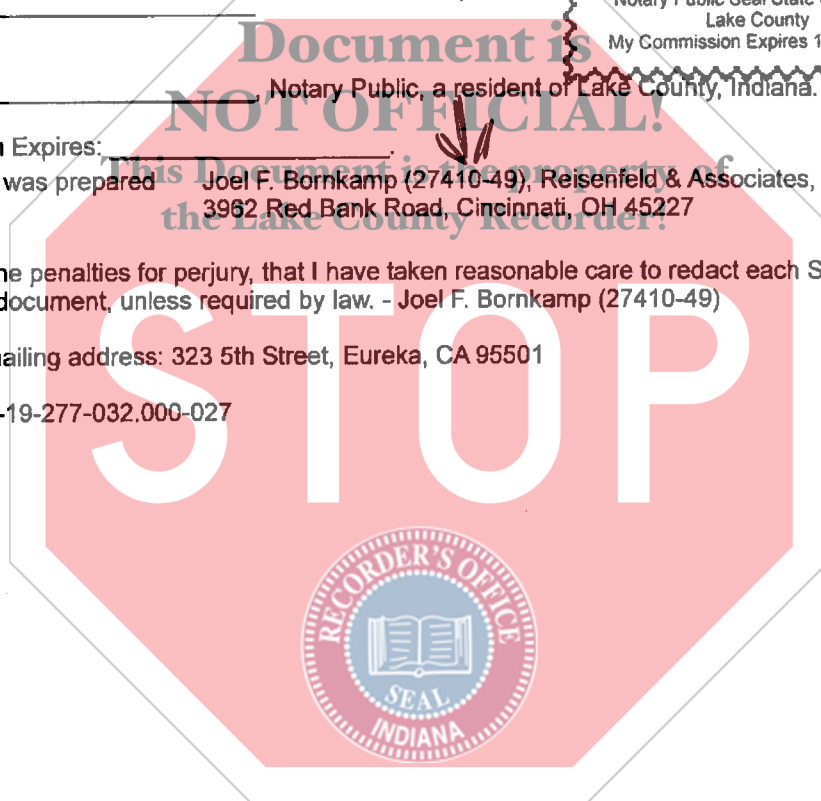 Notary Public Seal State
Lake County
My Commission Expires 1
Document is
, Notary Public, a resident of Lake County, Indiana.
NOT OFFICIAL!
Expires:
This Document is the property of
was prepared Joel F. Bornkamp (27410-49), Reisenfeld & Associates,
3962 Red Bank Road, Cincinnati, OH 45227
the Lake County Recorder!
he penalties for perjury, that I have taken reasonable care to redact each S
document, unless required by law. - Joel F. Bornkamp (27410-49)
ailing address: 323 5th Street, Eureka, CA 95501
-19-277-032.000-027
STOP
RECORDER'S OFFICE
SEAL
INDIANA